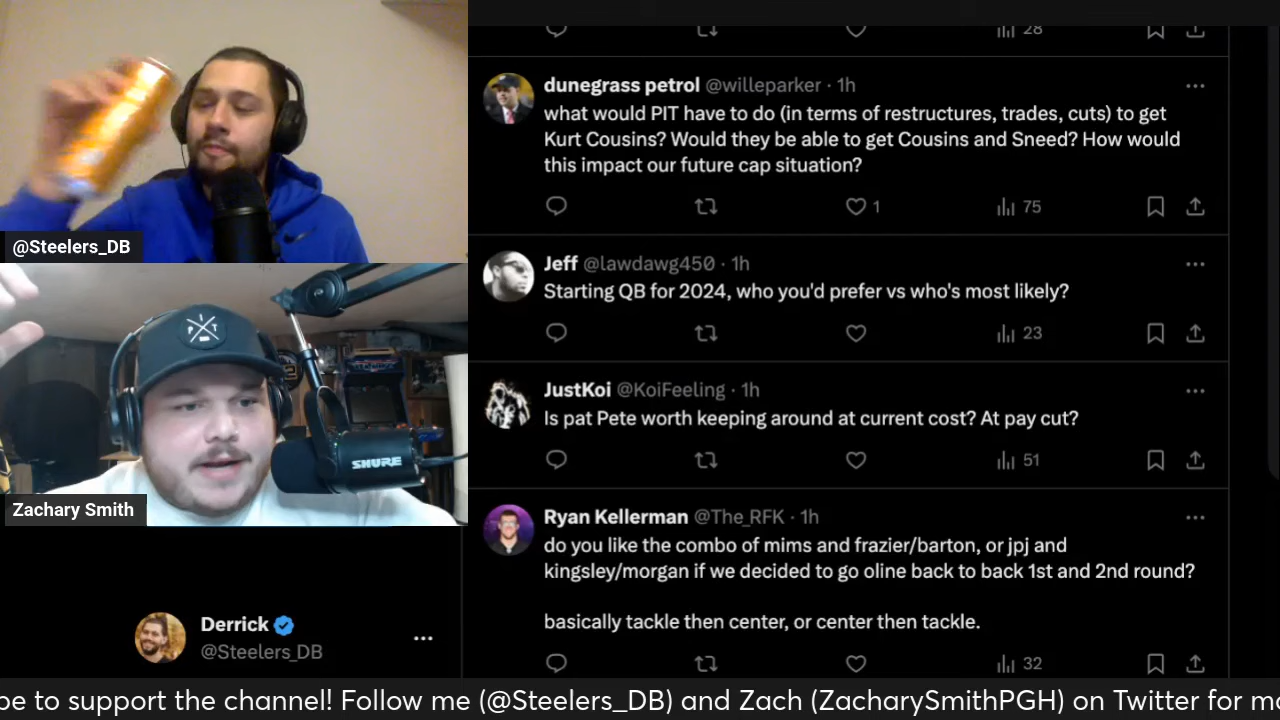 @Steelers_DB
P I T
SHURE
Zachary Smith
Derrick
@Steelers_DB
28
dunegrass petrol @willeparker · 1h
what would PIT have to do (in terms of restructures, trades, cuts) to get
Kurt Cousins? Would they be able to get Cousins and Sneed? How would
this impact our future cap situation?
1 75
Jeff @lawdawg450 · 1h
Starting QB for 2024, who you'd prefer vs who's most likely?
23
JustKoi @KoiFeeling · 1h
Is pat Pete worth keeping around at current cost? At pay cut?
51
Ryan Kellerman @The_RFK · 1h
do you like the combo of mims and frazier/barton, or jpj and
kingsley/morgan if we decided to go oline back to back 1st and 2nd round?
basically tackle then center, or center then tackle.
32
to support the channel! Follow me (@Steelers_DB) and Zach (ZacharySmithPGH) on Twitter for